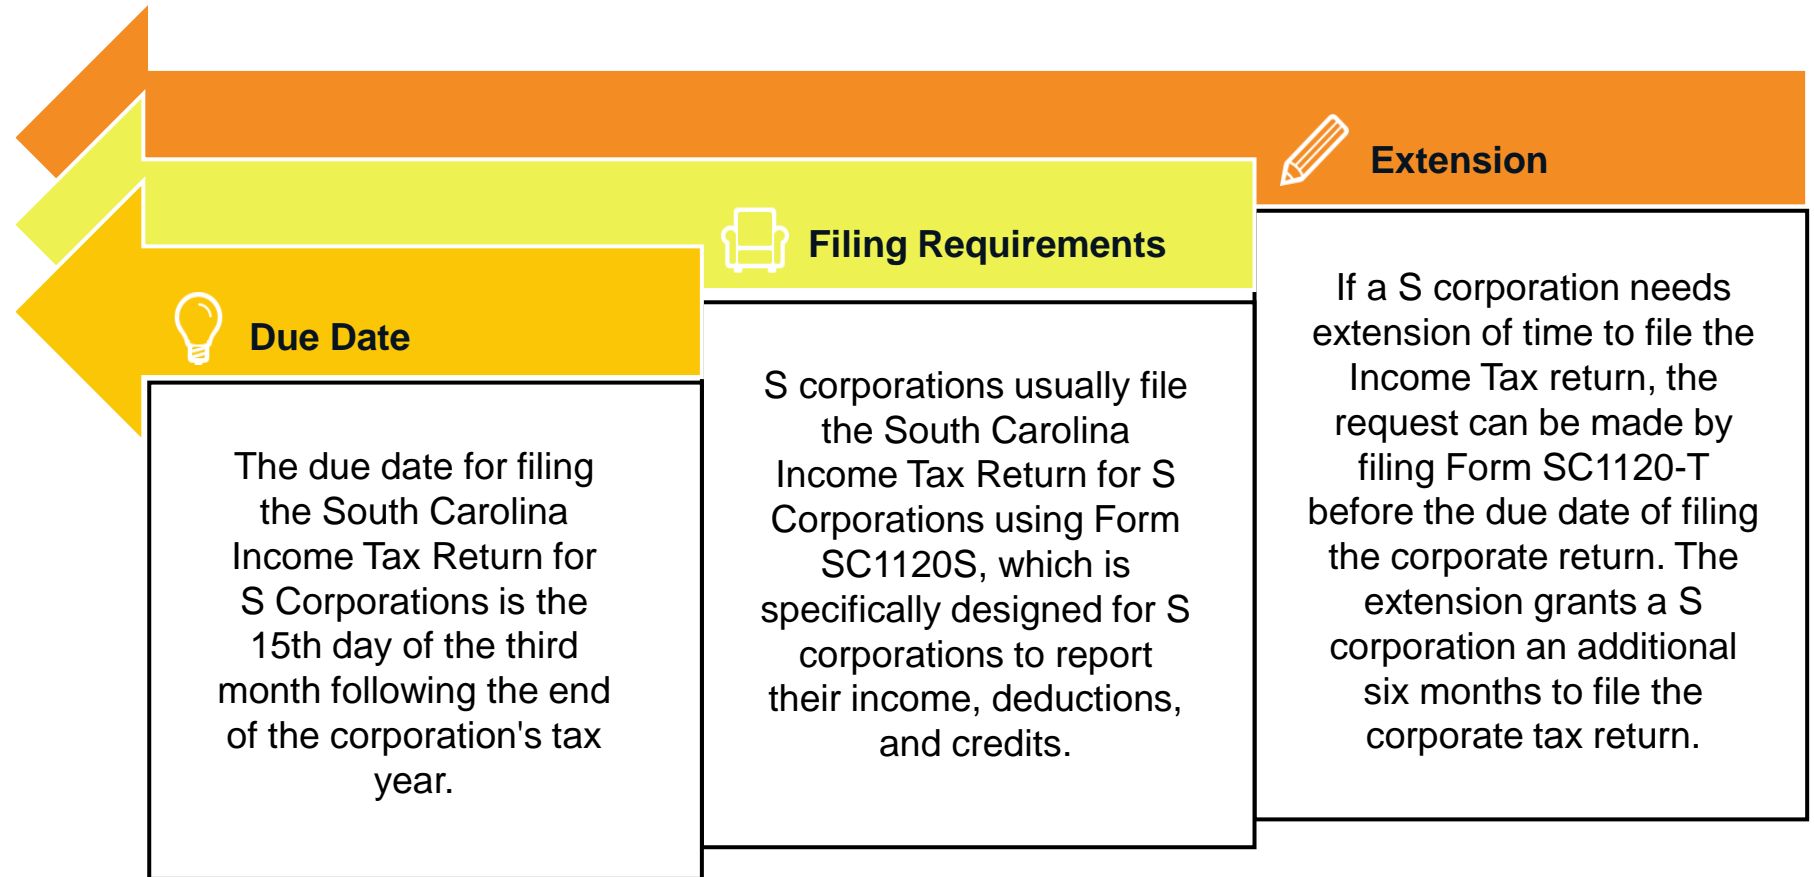 Due Date
The due date for filing
the South Carolina
Income Tax Return for
S Corporations is the
15th day of the third
month following the end
of the corporation's tax
year.
Filing Requirements
S corporations usually file
the South Carolina
Income Tax Return for S
Corporations using Form
SC1120S, which is
specifically designed for S
corporations to report
their income, deductions,
and credits.
Extension
If a S corporation needs
extension of time to file the
Income Tax return, the
request can be made by
filing Form SC1120-T
before the due date of filing
the corporate return. The
extension grants a S
corporation an additional
six months to file the
corporate tax return.